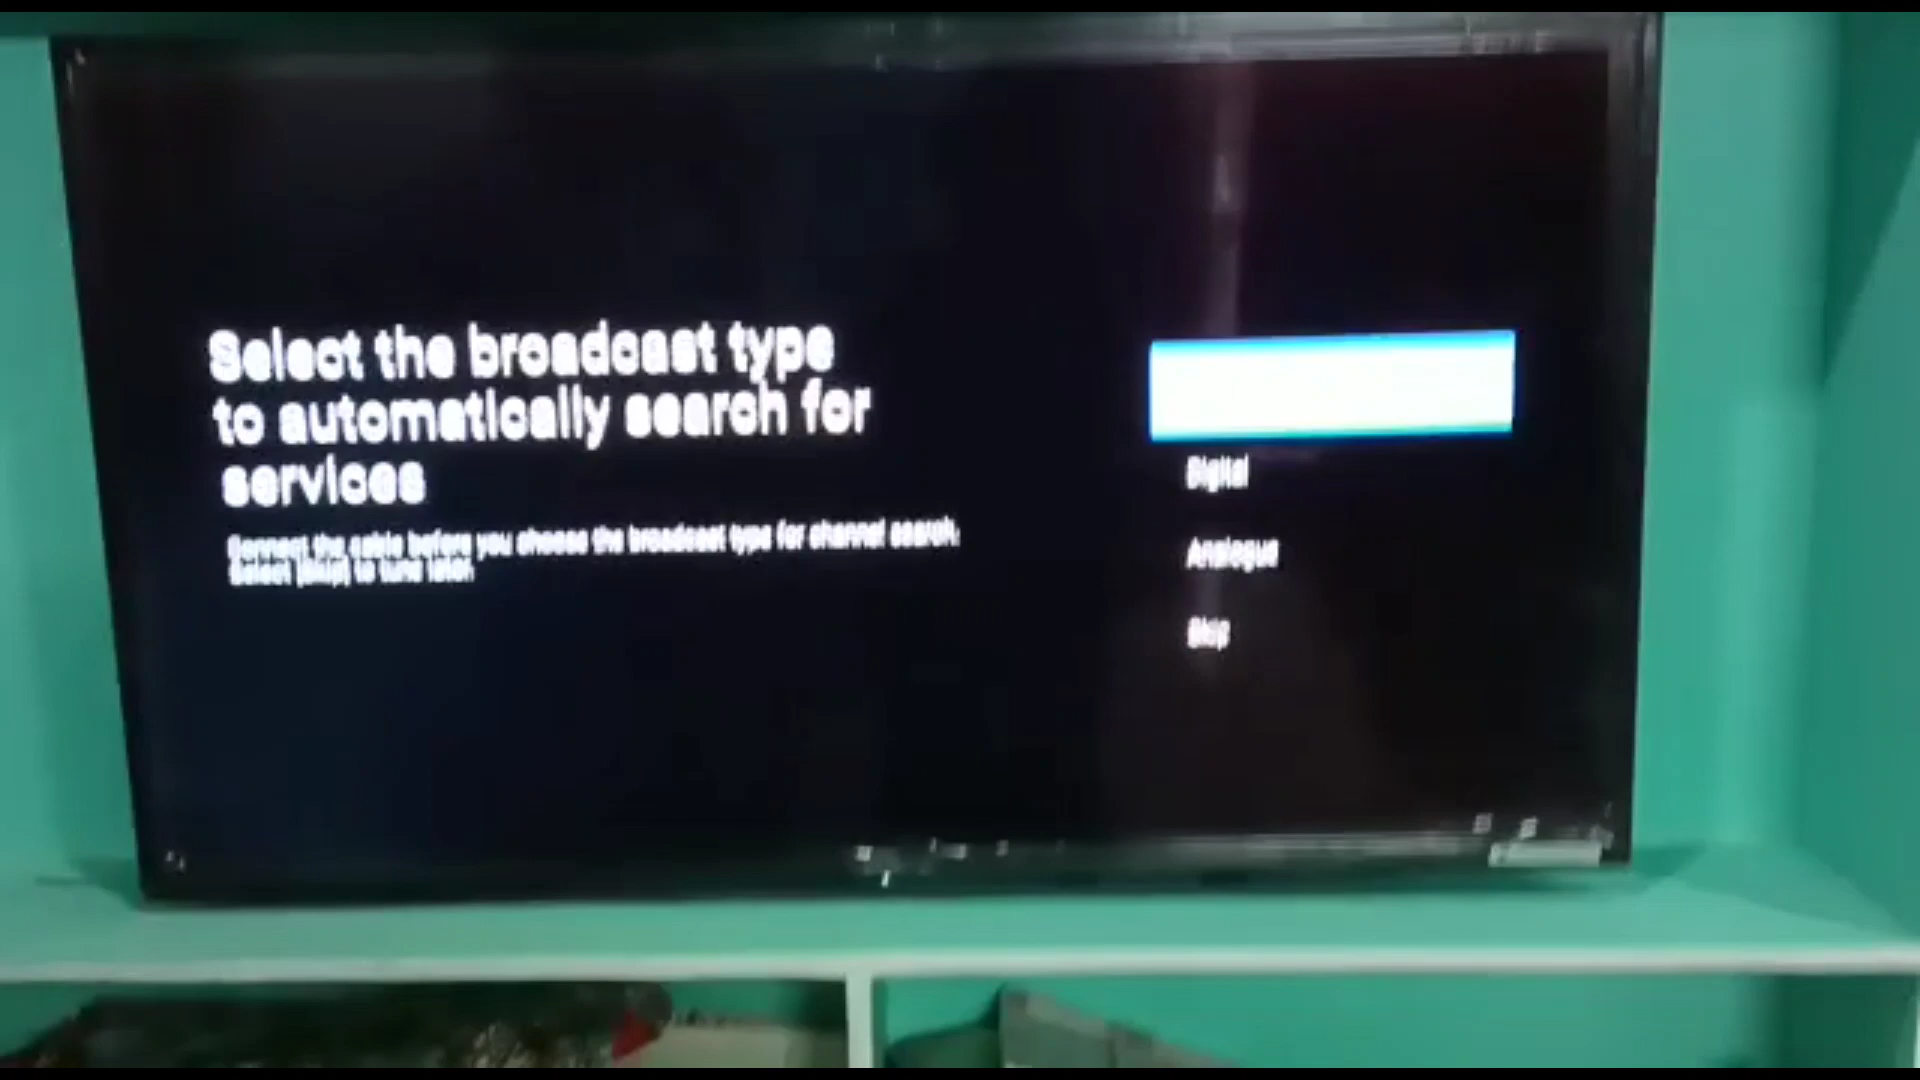 Select the broadcast type
to automatically search for
services
Connect the cable before you choose the broadcast type for channel search.
Select [Skip] to tune later.
Digital
Analogue
Skip